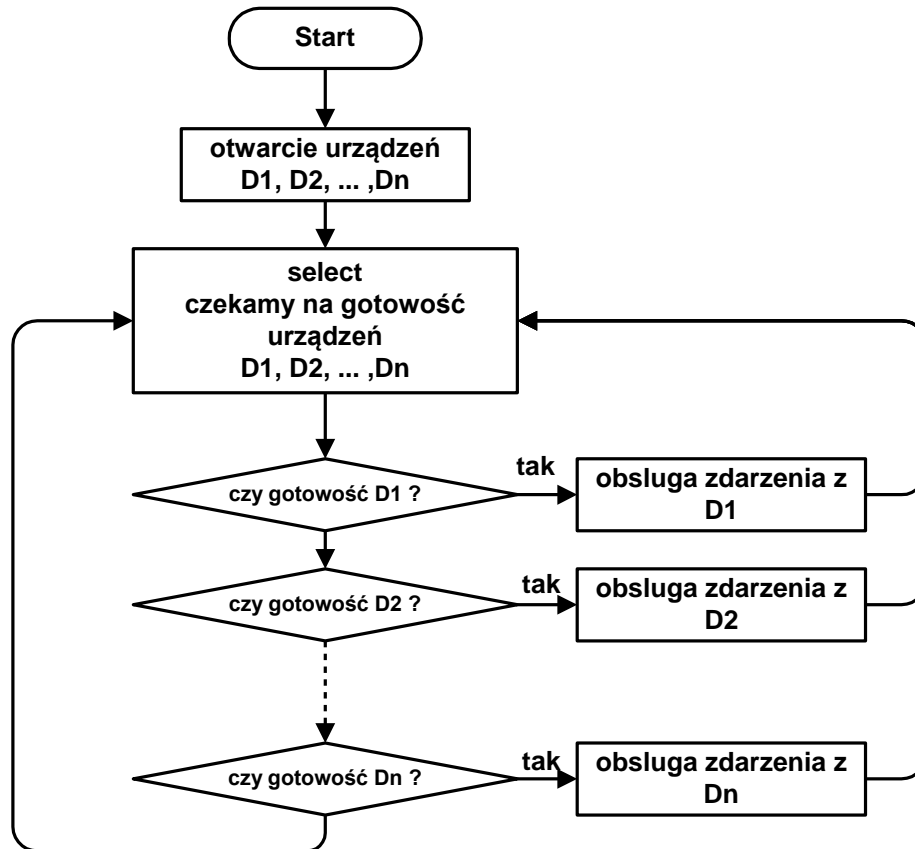 Start
otwarcie urządzeń
D1, D2, ... ,Dn
select
czekamy na gotowość
urządzeń
D1, D2, ... ,Dn
czy gotowość D1 ?
tak
obsluga zdarzenia z
D1
czy gotowość D2 ?
tak
obsluga zdarzenia z
D2
czy gotowość Dn ?
tak
obsluga zdarzenia z
Dn